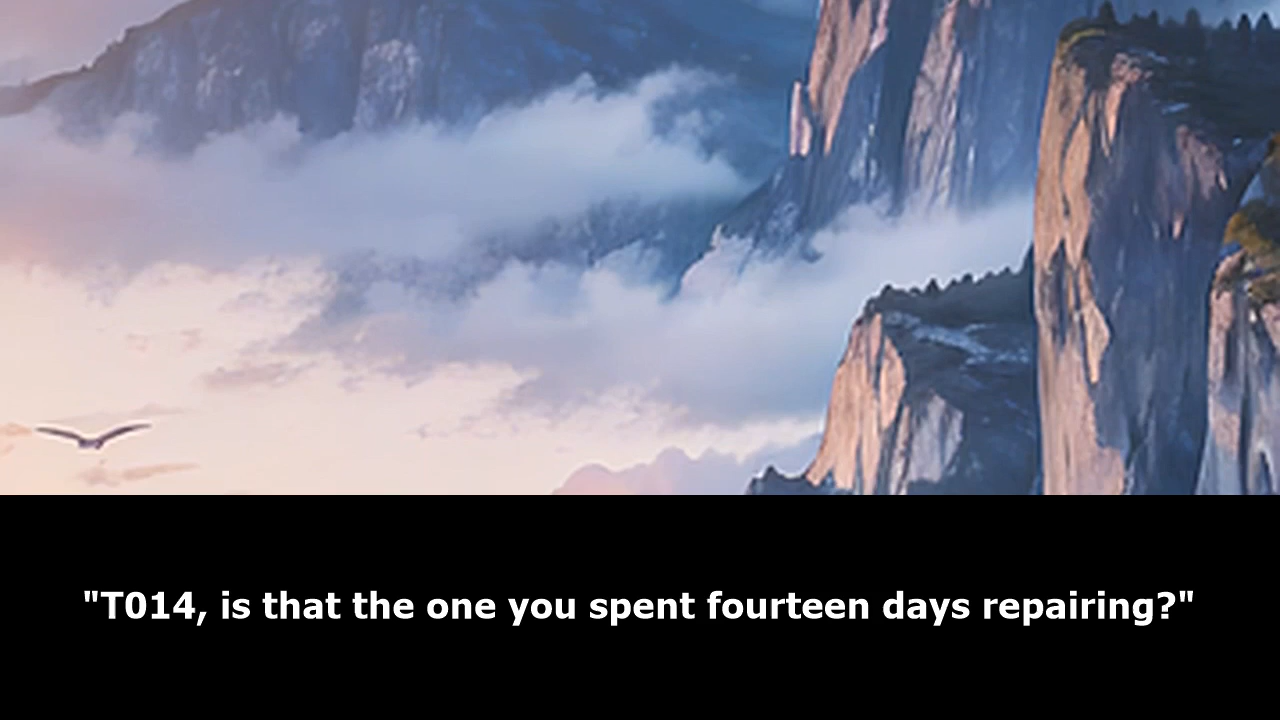 "T014, is that the one you spent fourteen days repairing?"